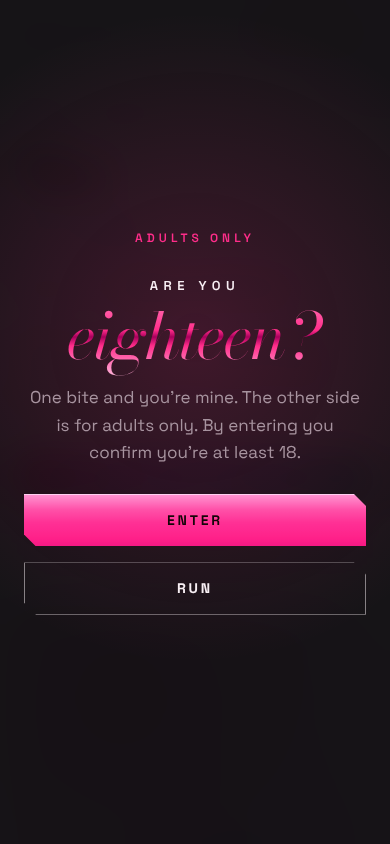 ADULTS ONLY
ARE YOU
eighteen?
One bite and you’re mine. The other side
is for adults only. By entering you
confirm you’re at least 18.
ENTER
RUN